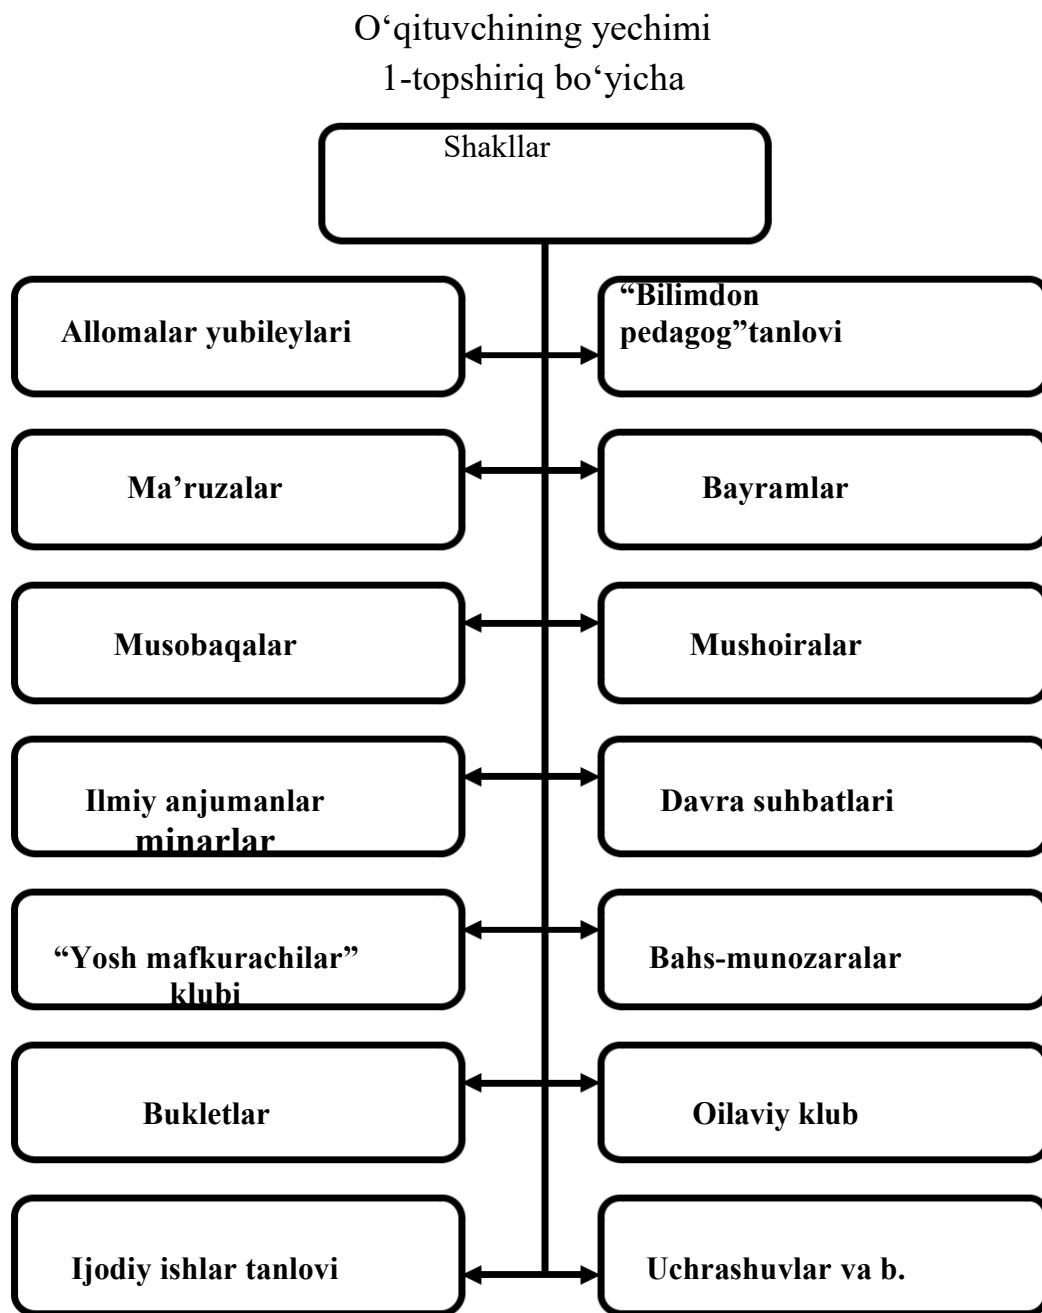 O‘qituvchining yechimi
1-topshiriq bo‘yicha
Shakllar
Allomalar yubileylari
“Bilimdon
pedagog”tanlovi
Ma’ruzalar
Bayramlar
Musobaqalar
Mushoiralar
Ilmiy anjumanlar
minarlar
Davra suhbatlari
“Yosh mafkurachilar”
klubi
Bahs-munozaralar
Bukletlar
Oilaviy klub
Ijodiy ishlar tanlovi
Uchrashuvlar va b.